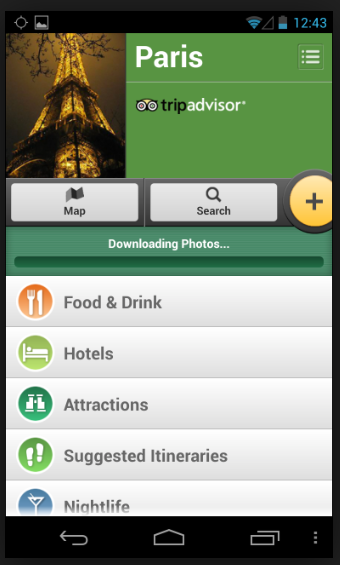 12:43
Paris
tripadvisor®
Map
Search
Downloading Photos...
Food & Drink
Hotels
Attractions
Suggested Itineraries
Nightlife